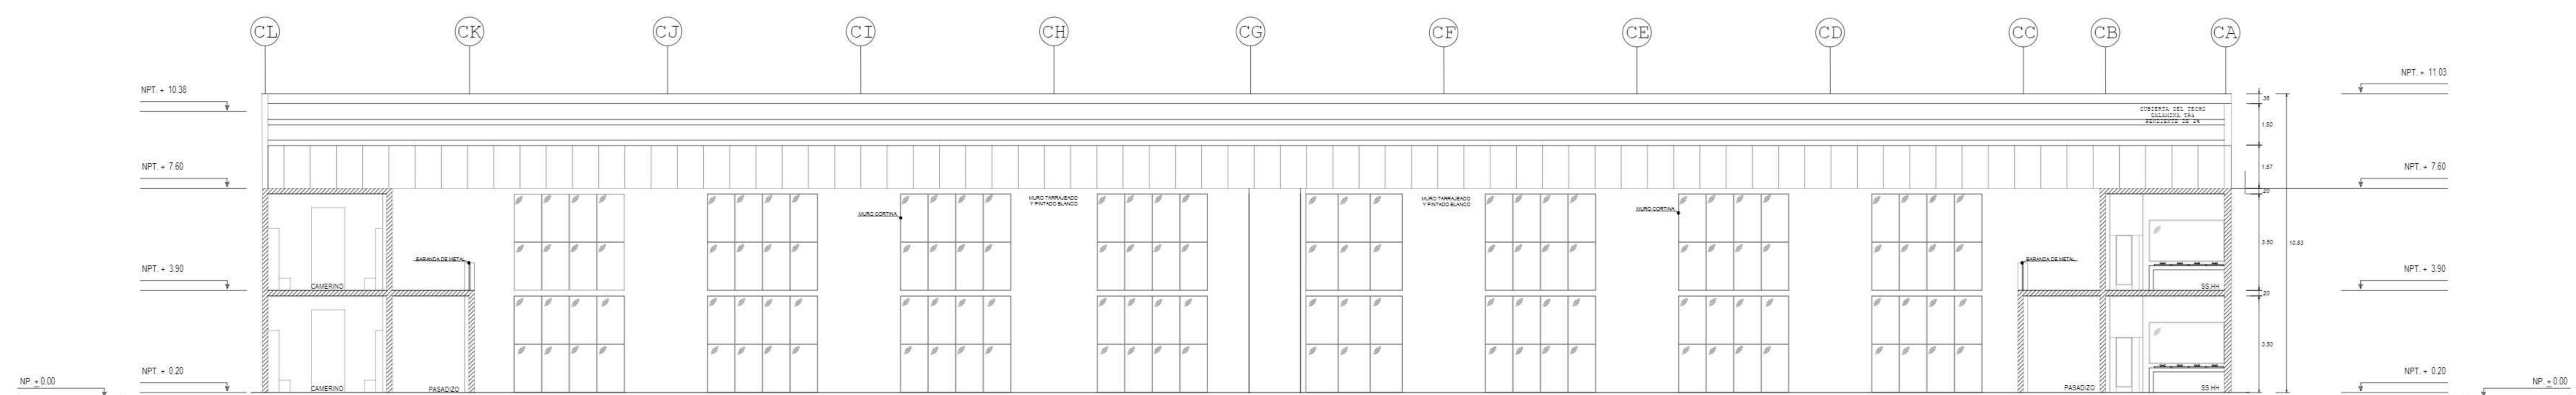 CL CK CJ CI CH CG CF CE CD CC CB CA
NPT. + 11.03
NPT. + 10.38
.36
CUBIERTA DEL TECHO
CALAMINA TR4
1.50
NPT. + 7.60
1.57
NPT. + 7.60
.20
MURO TARRAJEADO
Y PINTADO BLANCO
MURO TARRAJEADO
Y PINTADO BLANCO
MURO CORTINA
MURO CORTINA
3.50
10.83
BARANDA DE METAL
BARANDA DE METAL
NPT. + 3.90
NPT. + 3.90
CAMERINO
SS.HH
.20
3.50
NPT. + 0.20
NPT. + 0.20
NP. + 0.00
NP. + 0.00
CAMERINO
PASADIZO
PASADIZO
SS.HH